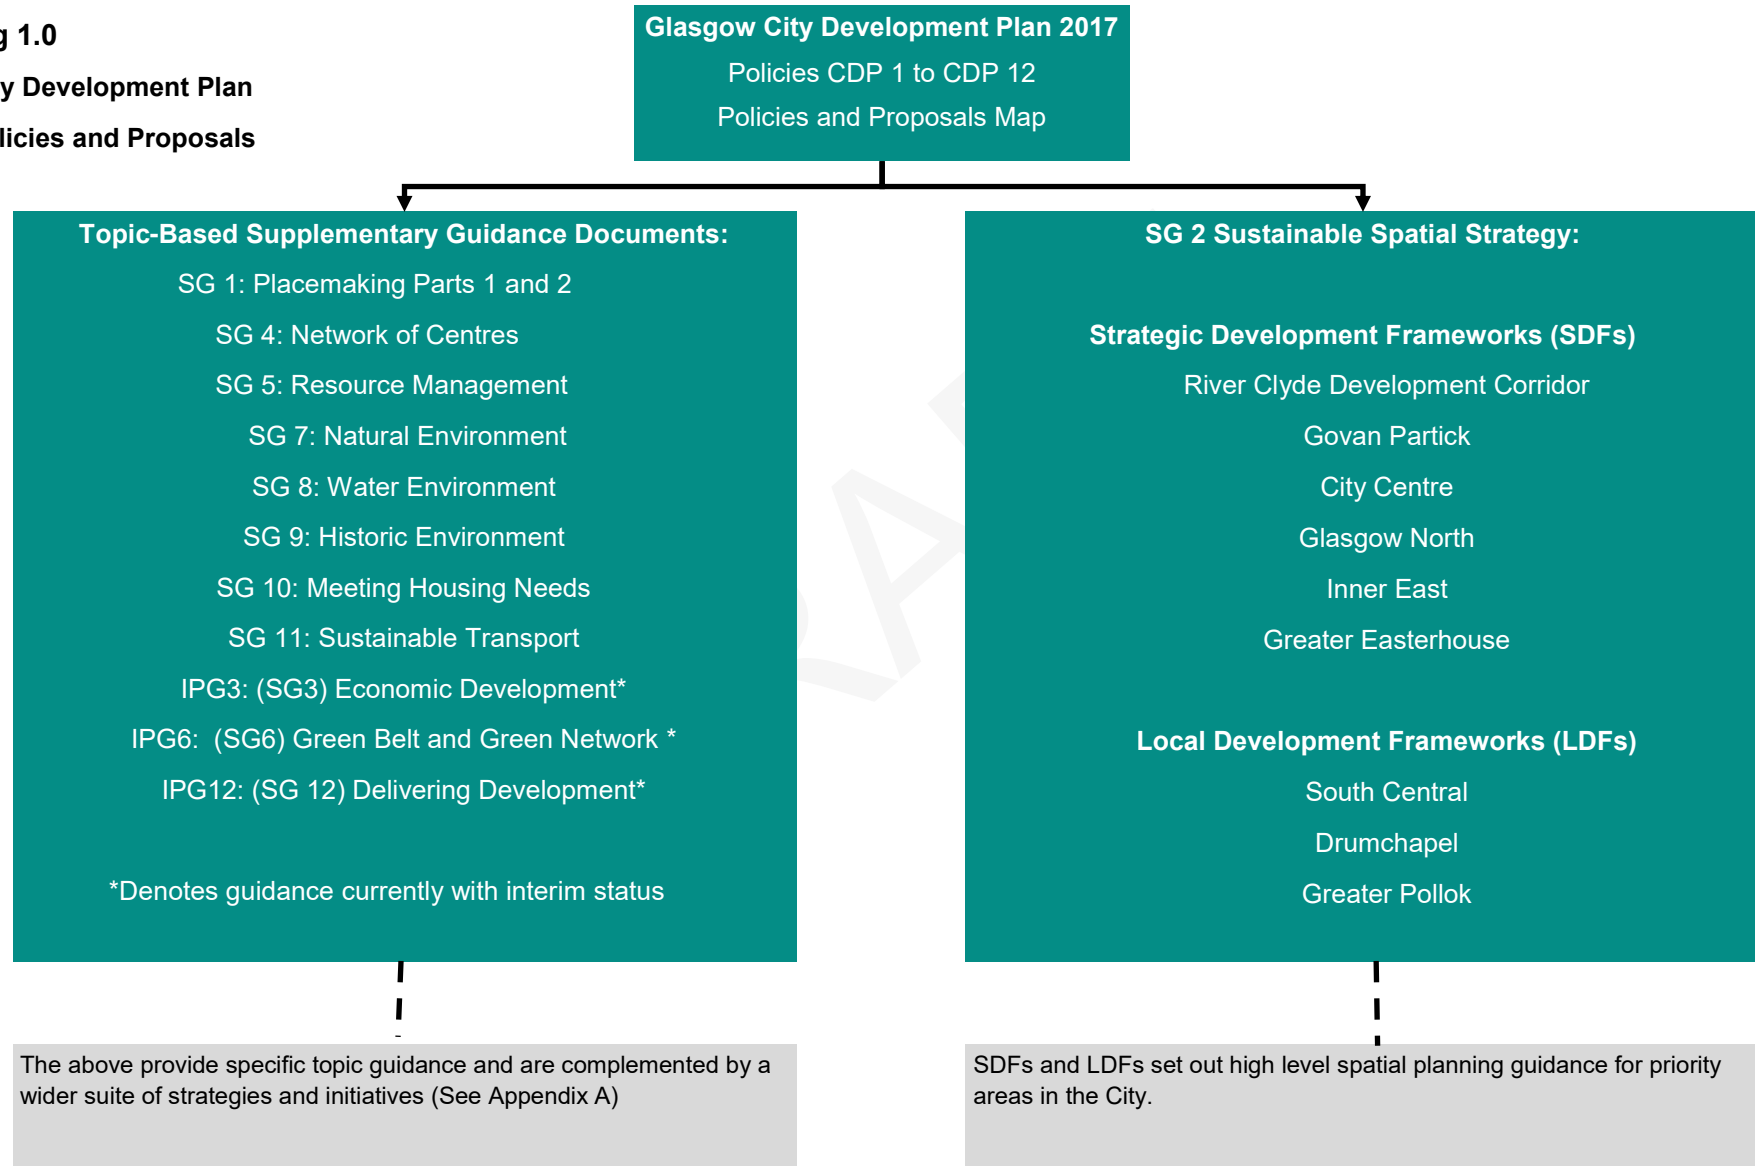 g 1.0
y Development Plan
licies and Proposals
Glasgow City Development Plan 2017
Policies CDP 1 to CDP 12
Policies and Proposals Map
Topic-Based Supplementary Guidance Documents:
SG 1: Placemaking Parts 1 and 2
SG 4: Network of Centres
SG 5: Resource Management
SG 7: Natural Environment
SG 8: Water Environment
SG 9: Historic Environment
SG 10: Meeting Housing Needs
SG 11: Sustainable Transport
IPG3: (SG3) Economic Development*
IPG6:  (SG6) Green Belt and Green Network *
IPG12: (SG 12) Delivering Development*
*Denotes guidance currently with interim status
The above provide specific topic guidance and are complemented by a
wider suite of strategies and initiatives (See Appendix A)
SG 2 Sustainable Spatial Strategy:
Strategic Development Frameworks (SDFs)
River Clyde Development Corridor
Govan Partick
City Centre
Glasgow North
Inner East
Greater Easterhouse
Local Development Frameworks (LDFs)
South Central
Drumchapel
Greater Pollok
SDFs and LDFs set out high level spatial planning guidance for priority
areas in the City.